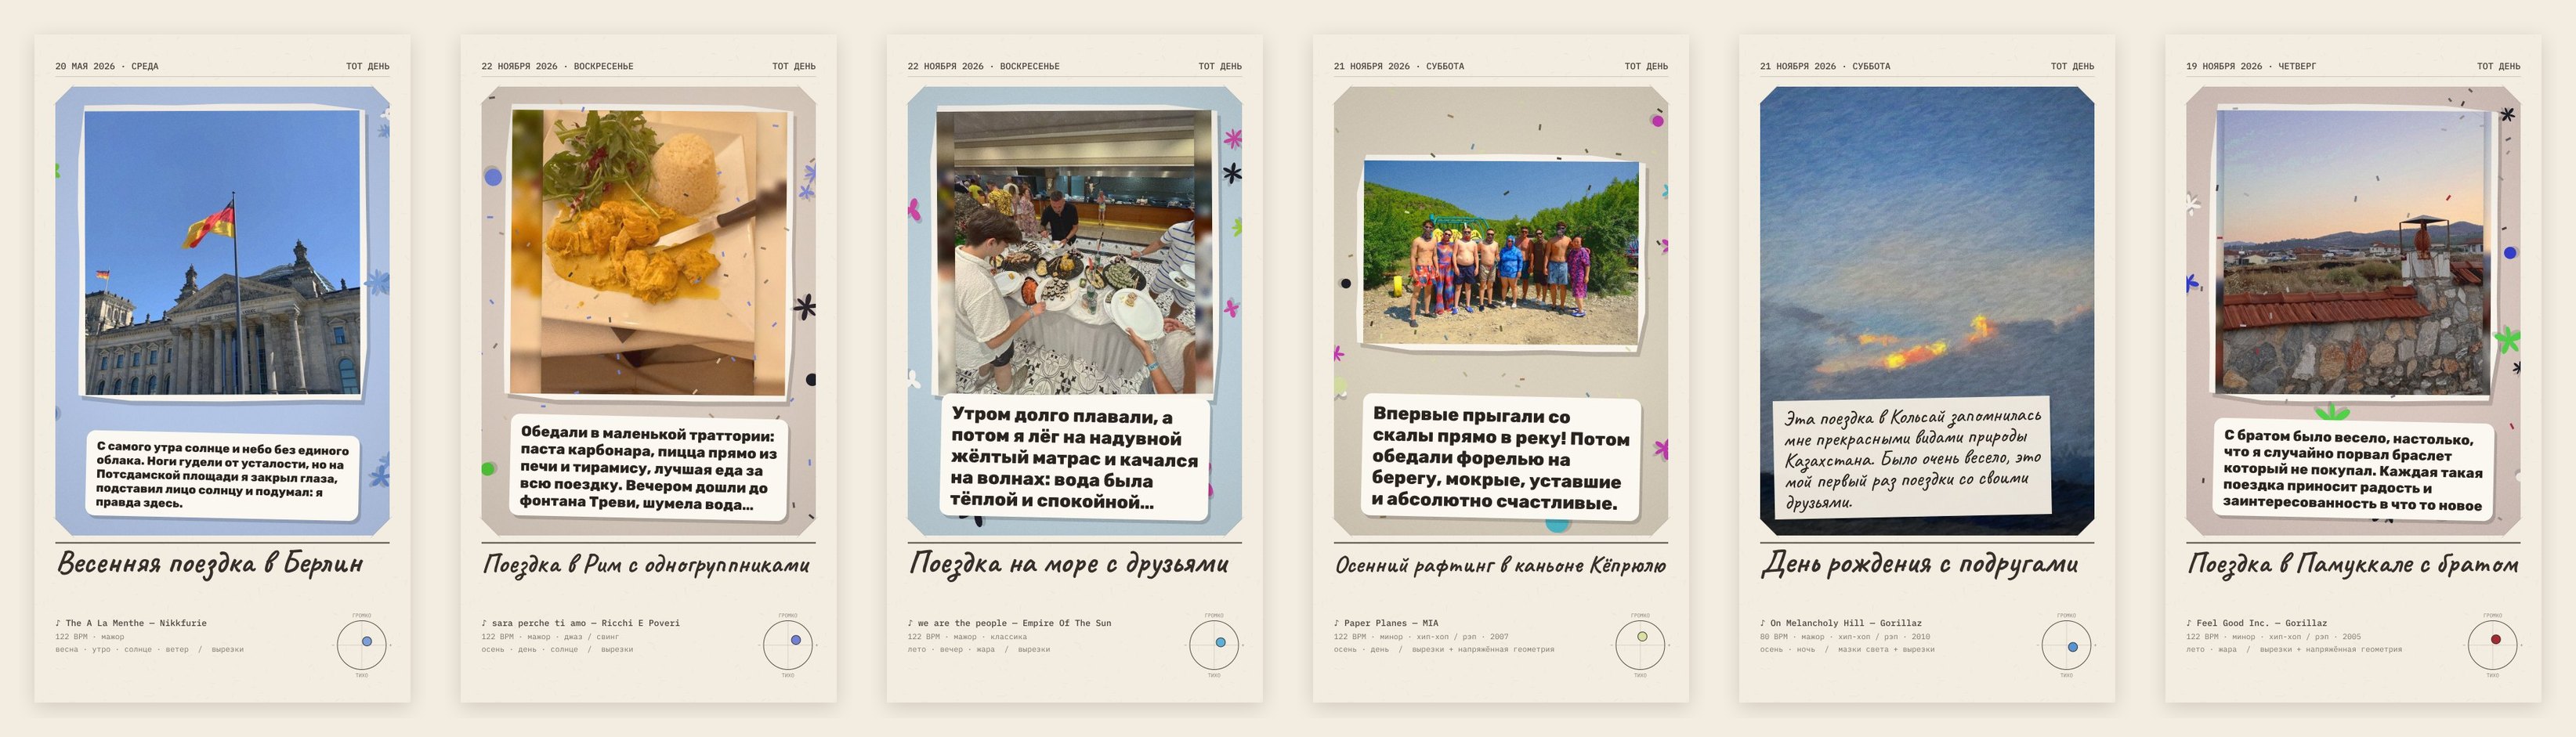 20 МАЯ 2026 · СРЕДА
ТОТ ДЕНЬ
С самого утра солнце и небо без единого
облака. Ноги гудели от усталости, но на
Потсдамской площади я закрыл глаза,
подставил лицо солнцу и подумал: я
правда здесь.
Весенняя поездка в Берлин
♪ The A La Menthe — Nikkfurie
122 BPM · мажор
весна · утро · солнце · ветер / вырезки
ГРОМКО
ТИХО
22 НОЯБРЯ 2026 · ВОСКРЕСЕНЬЕ
ТОТ ДЕНЬ
Обедали в маленькой траттории:
паста карбонара, пицца прямо из
печи и тирамису, лучшая еда за
всю поездку. Вечером дошли до
фонтана Треви, шумела вода...
Поездка в Рим с одногруппниками
♪ sara perche ti amo — Ricchi E Poveri
122 BPM · мажор · джаз / свинг
осень · день · солнце / вырезки
ГРОМКО
ТИХО
22 НОЯБРЯ 2026 · ВОСКРЕСЕНЬЕ
ТОТ ДЕНЬ
Утром долго плавали, а
потом я лёг на надувной
жёлтый матрас и качался
на волнах: вода была
тёплой и спокойной...
Поездка на море с друзьями
♪ we are the people — Empire Of The Sun
122 BPM · мажор · классика
лето · вечер · жара / вырезки
ГРОМКО
ТИХО
21 НОЯБРЯ 2026 · СУББОТА
ТОТ ДЕНЬ
Впервые прыгали со
скалы прямо в реку! Потом
обедали форелью на
берегу, мокрые, уставшие
и абсолютно счастливые.
Осенний рафтинг в каньоне Кёпрюлю
♪ Paper Planes — MIA
122 BPM · минор · хип-хоп / рэп · 2007
осень · день / вырезки + напряжённая геометрия
ГРОМКО
ТИХО
21 НОЯБРЯ 2026 · СУББОТА
ТОТ ДЕНЬ
Эта поездка в Кольсай запомнилась
мне прекрасными видами природы
Казахстана. Было очень весело, это
мой первый раз поездки со своими
друзьями.
День рождения с подругами
♪ On Melancholy Hill — Gorillaz
80 BPM · мажор · хип-хоп / рэп · 2010
осень · ночь / мазки света + вырезки
ГРОМКО
ТИХО
19 НОЯБРЯ 2026 · ЧЕТВЕРГ
ТОТ ДЕНЬ
С братом было весело, настолько,
что я случайно порвал браслет
который не покупал. Каждая такая
поездка приносит радость и
заинтересованность в что то новое
Поездка в Памуккале с братом
♪ Feel Good Inc. — Gorillaz
122 BPM · минор · хип-хоп / рэп · 2005
лето · жара / вырезки + напряжённая геометрия
ГРОМКО
ТИХО